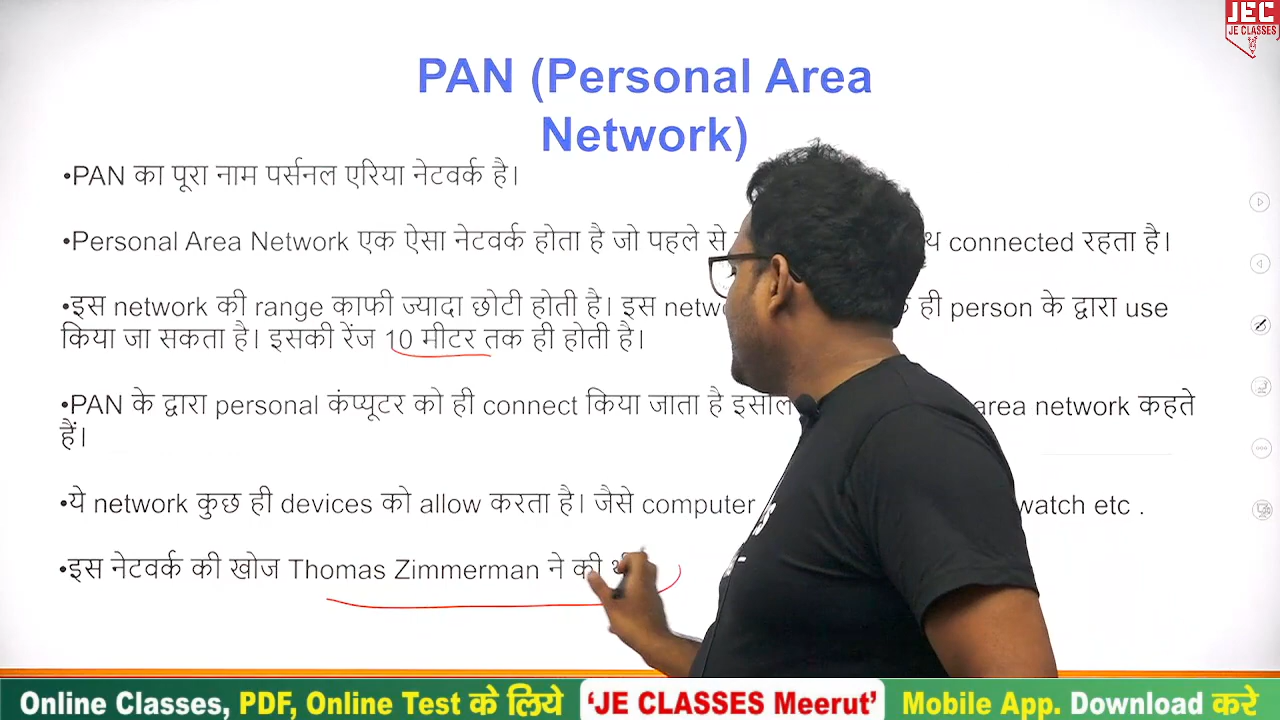 JEC
JE CLASSES
PAN (Personal Area
Network)
•PAN का पूरा नाम पर्सनल एरिया नेटवर्क है।
•Personal Area Network एक ऐसा नेटवर्क होता है जो पहले से connected रहता है।
•इस network की range काफी ज्यादा छोटी होती है। इस ही person के द्वारा use
किया जा सकता है। इसकी रेंज 10 मीटर तक ही होती है।
•PAN के द्वारा personal कंप्यूटर को ही connect किया जाता है area network कहते
हैं।
•ये network कुछ ही devices को allow करता है। जैसे computer watch etc .
•इस नेटवर्क की खोज Thomas Zimmerman ने की
Online Classes, PDF, Online Test के लिये 'JE CLASSES Meerut' Mobile App. Download करे